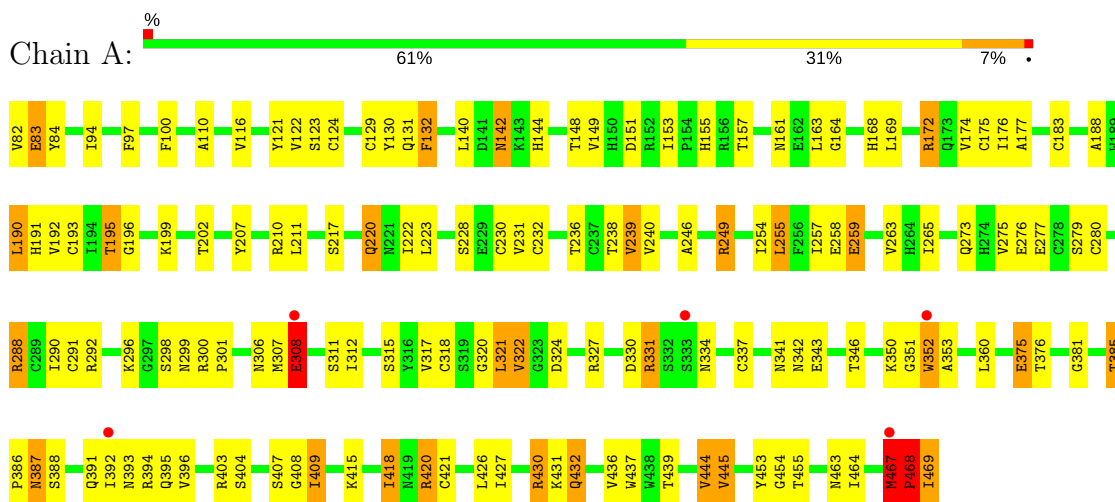 %
Chain A:
61% 31% 7% •
V82 E83 Y84 I94 F97 F100 A110 V116 Y121 V122 S123 C124 C129 Y130 Q131 F132 L140 D141 N142 K143 H144 T148 V149 H150 D151 R152 I153 P154 H155 R156 T157 N161 E162 L163 G164 H168 L169 R172 Q173 V174 C175 I176 A177 C183 A188 W189
L190 H191 V192 C193 I194 T195 G196 K199 T202 Y207 R210 L211 S217 Q220 N221 I222 L223 S228 E229 C230 V231 C232 T236 C237 T238 V239 V240 A246 R249 I254 L255 F256 I257 E258 E259 V263 H264 I265 Q273 H274 V275 E276 E277 C278 S279 C280
R288 C289 I290 C291 R292 K296 G297 S298 N299 R300 P301 N306 M307 E308 S311 I312 S315 Y316 V317 C318 S319 G320 L321 V322 G323 D324 R327 D330 R331 S332 S333 N334 C337 N341 N342 E343 T346 K350 G351 W352 A353 L360 E375 T376 G381 T385
P386 N387 S388 Q391 I392 N393 R394 Q395 V396 R403 S404 S407 G408 I409 K415 I418 N419 R420 C421 L426 I427 R430 K431 Q432 V436 W437 W438 T439 V444 V445 Y453 G454 T455 N463 I464 M467 P468 I469